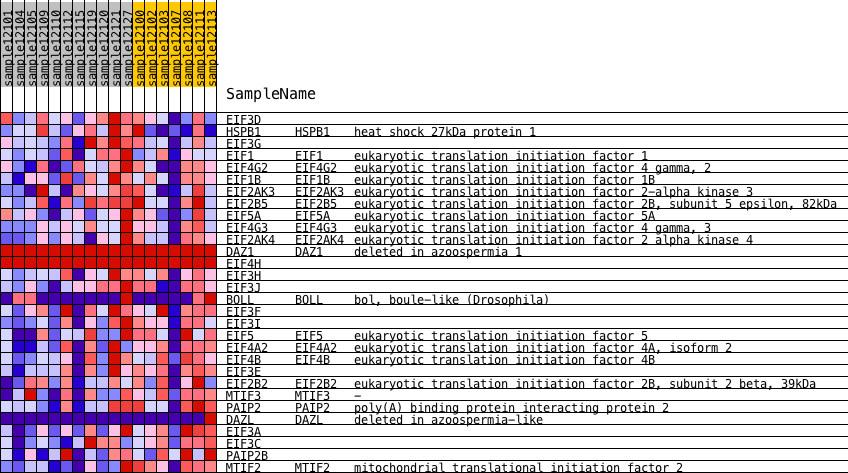 sample12101
sample12104
sample12105
sample12109
sample12110
sample12112
sample12115
sample12119
sample12120
sample12121
sample12127
sample12100
sample12102
sample12103
sample12107
sample12108
sample12111
sample12113
SampleName
EIF3D
HSPB1 HSPB1 heat shock 27kDa protein 1
EIF3G
EIF1 EIF1 eukaryotic translation initiation factor 1
EIF4G2 EIF4G2 eukaryotic translation initiation factor 4 gamma, 2
EIF1B EIF1B eukaryotic translation initiation factor 1B
EIF2AK3 EIF2AK3 eukaryotic translation initiation factor 2-alpha kinase 3
EIF2B5 EIF2B5 eukaryotic translation initiation factor 2B, subunit 5 epsilon, 82kDa
EIF5A EIF5A eukaryotic translation initiation factor 5A
EIF4G3 EIF4G3 eukaryotic translation initiation factor 4 gamma, 3
EIF2AK4 EIF2AK4 eukaryotic translation initiation factor 2 alpha kinase 4
DAZ1 DAZ1 deleted in azoospermia 1
EIF4H
EIF3H
EIF3J
BOLL BOLL bol, boule-like (Drosophila)
EIF3F
EIF3I
EIF5 EIF5 eukaryotic translation initiation factor 5
EIF4A2 EIF4A2 eukaryotic translation initiation factor 4A, isoform 2
EIF4B EIF4B eukaryotic translation initiation factor 4B
EIF3E
EIF2B2 EIF2B2 eukaryotic translation initiation factor 2B, subunit 2 beta, 39kDa
MTIF3 MTIF3 -
PAIP2 PAIP2 poly(A) binding protein interacting protein 2
DAZL DAZL deleted in azoospermia-like
EIF3A
EIF3C
PAIP2B
MTIF2 MTIF2 mitochondrial translational initiation factor 2